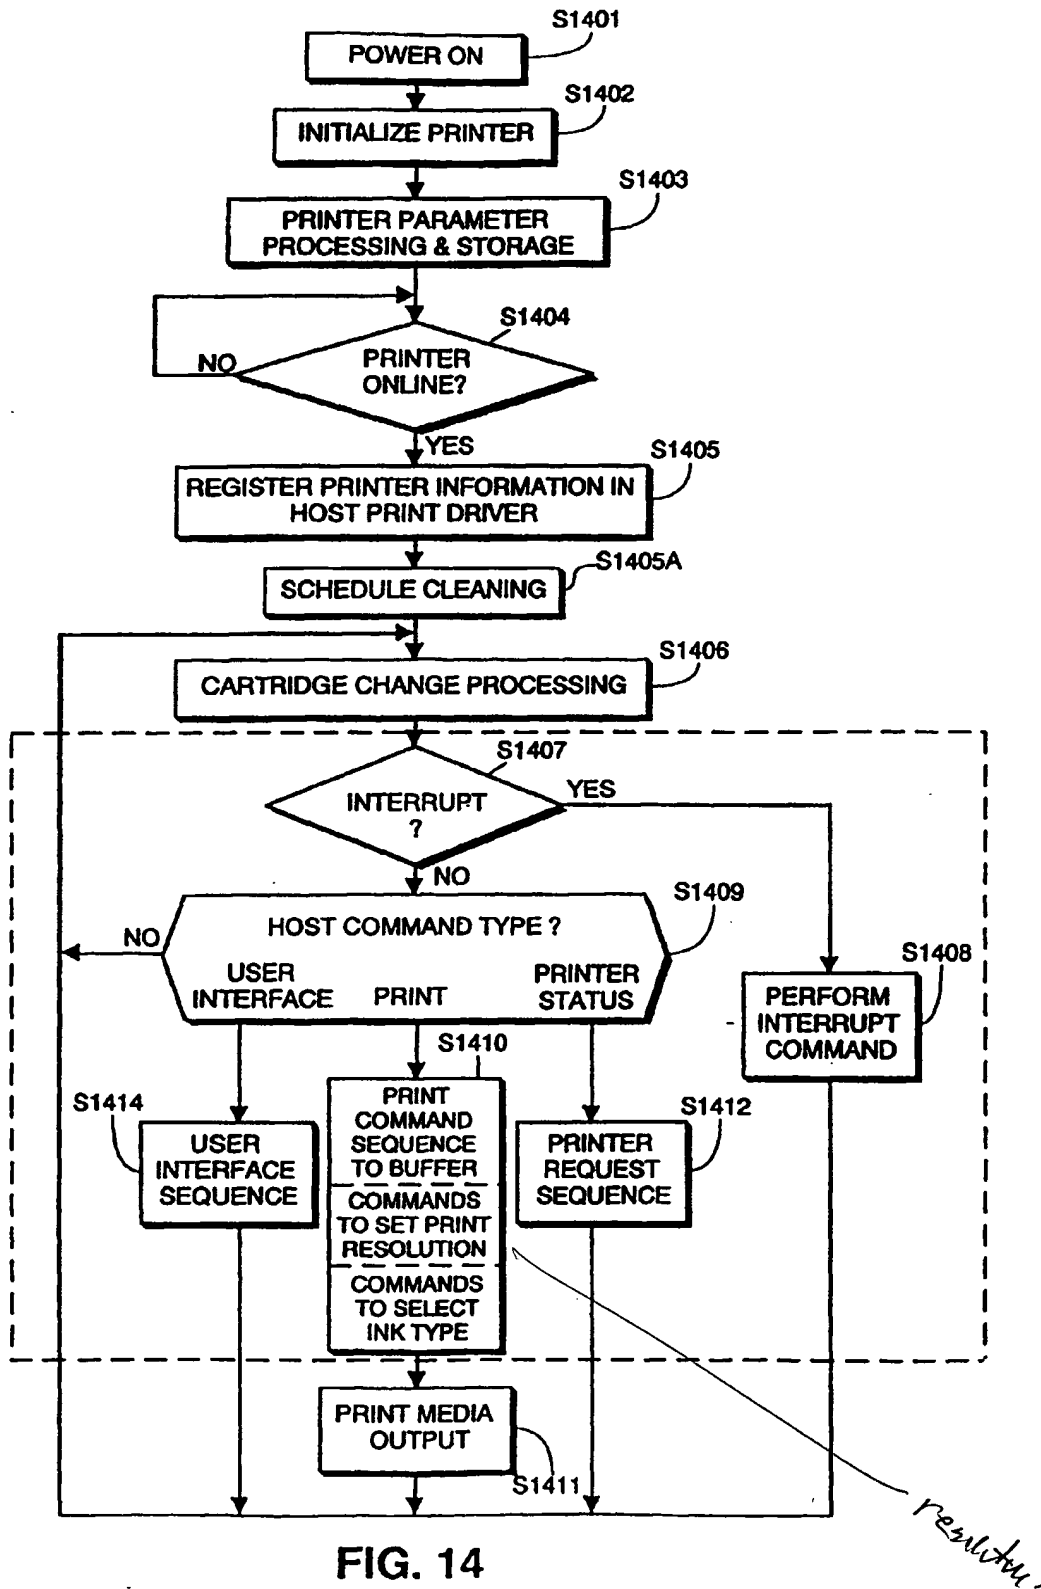 S1401
POWER ON
S1402
INITIALIZE PRINTER
S1403
PRINTER PARAMETER
PROCESSING & STORAGE
S1404
PRINTER
ONLINE?
NO
YES
S1405
REGISTER PRINTER INFORMATION IN
HOST PRINT DRIVER
S1405A
SCHEDULE CLEANING
S1406
CARTRIDGE CHANGE PROCESSING
S1407
INTERRUPT
?
YES
NO
S1409
HOST COMMAND TYPE ?
NO
USER
INTERFACE
PRINT
PRINTER
STATUS
S1408
PERFORM
INTERRUPT
COMMAND
S1414
USER
INTERFACE
SEQUENCE
S1410
PRINT
COMMAND
SEQUENCE
TO BUFFER
COMMANDS
TO SET PRINT
RESOLUTION
COMMANDS
TO SELECT
INK TYPE
S1412
PRINTER
REQUEST
SEQUENCE
PRINT MEDIA
OUTPUT
S1411
FIG. 14